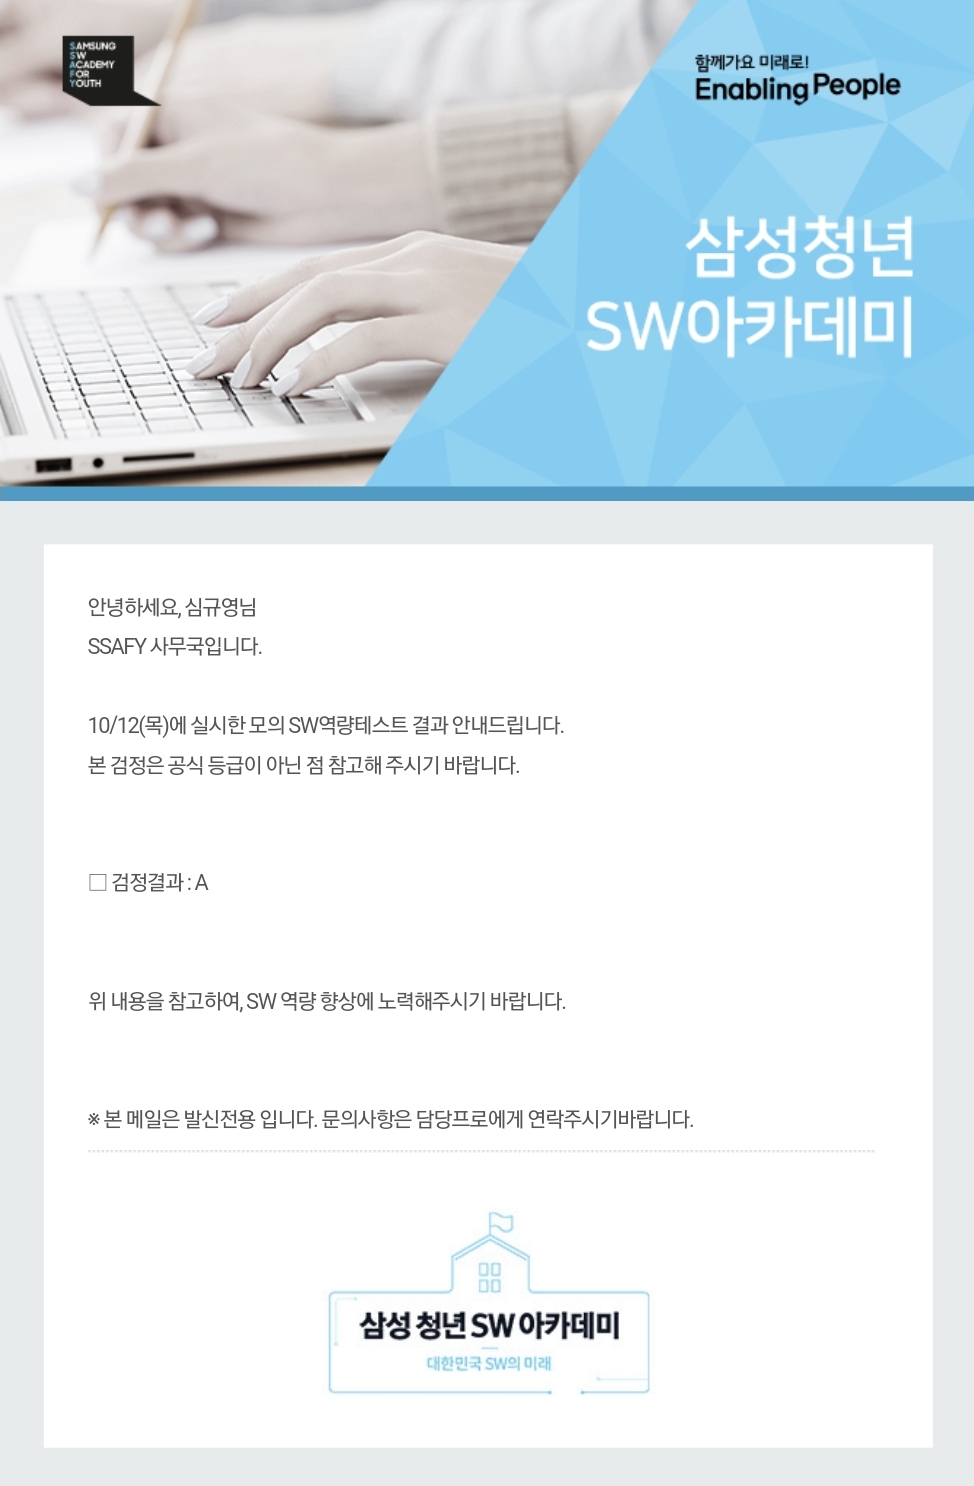 SAMSUNG
SW
ACADEMY
FOR
YOUTH
함께가요 미래로!
Enabling People
삼성청년
SW아카데미
안녕하세요, 심규영님
SSAFY 사무국입니다.
10/12(목)에 실시한 모의 SW역량테스트 결과 안내드립니다.
본 검정은 공식 등급이 아닌 점 참고해 주시기 바랍니다.
□ 검정결과 : A
위 내용을 참고하여, SW 역량 향상에 노력해주시기 바랍니다.
※ 본 메일은 발신전용 입니다. 문의사항은 담당프로에게 연락주시기바랍니다.
삼성 청년 SW 아카데미
대한민국 SW의 미래